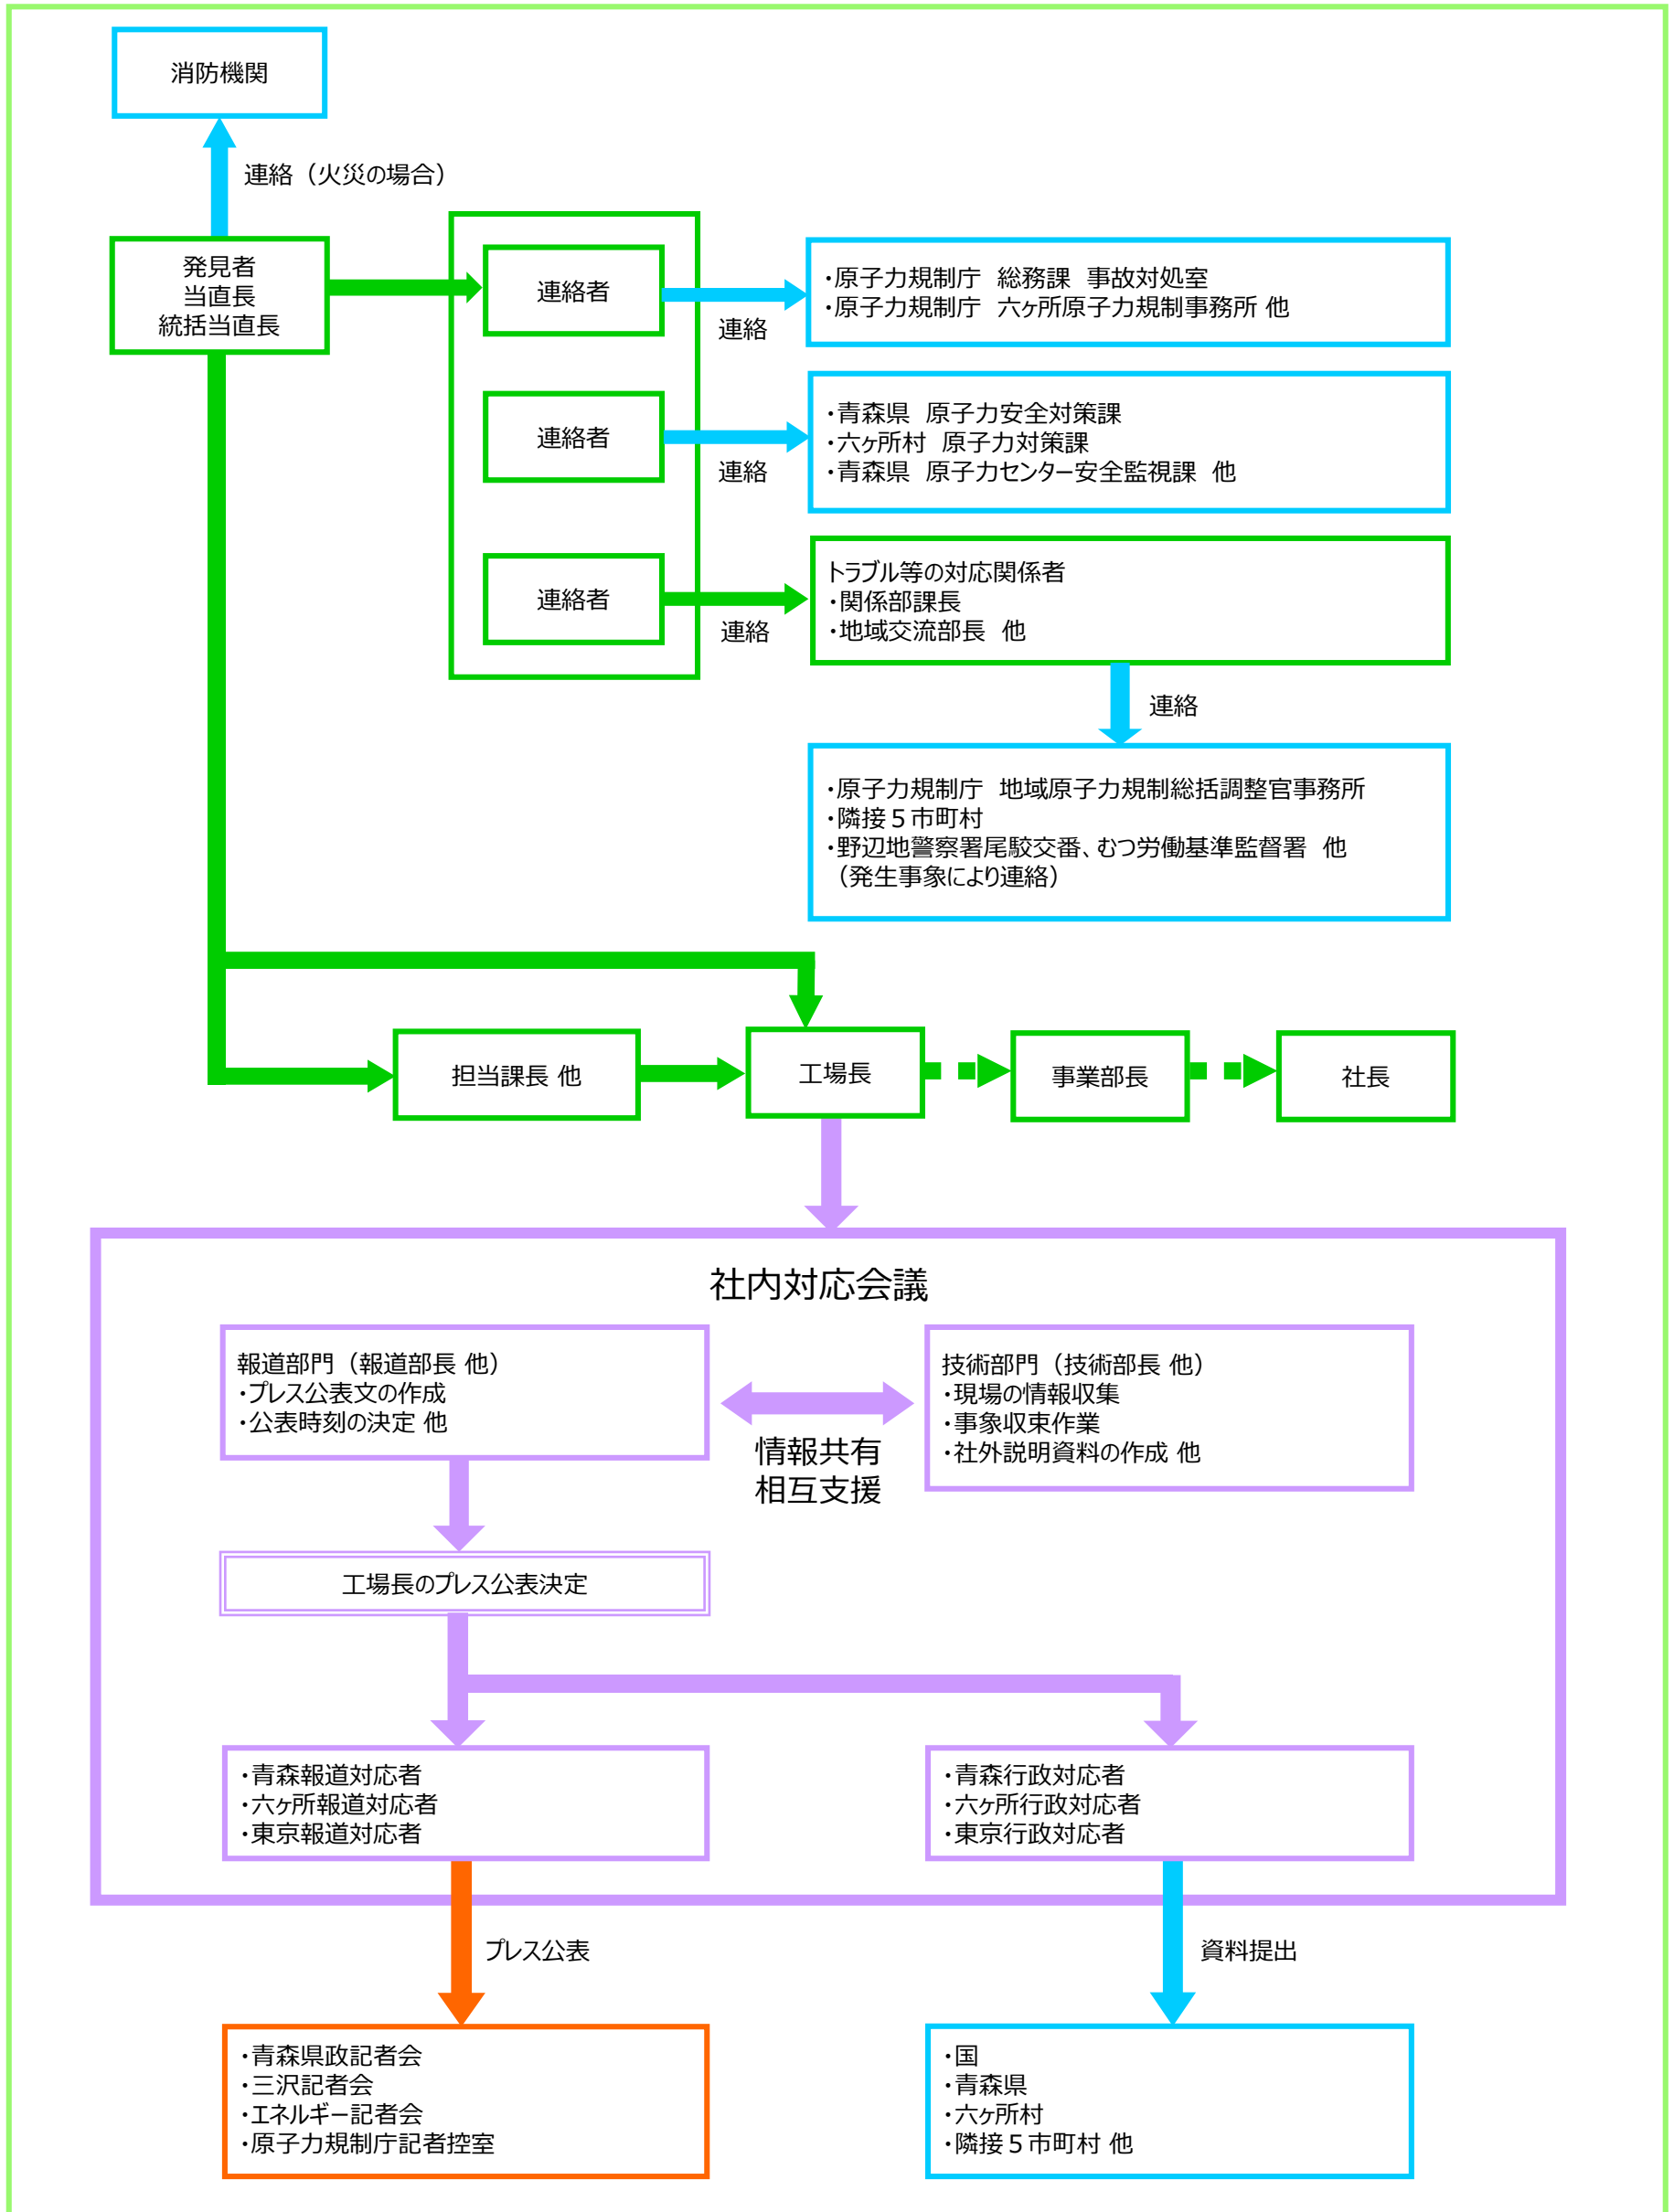 消防機関
連絡（火災の場合）
発見者
当直長
統括当直長
連絡者
連絡
・原子力規制庁　総務課　事故対処室
・原子力規制庁　六ヶ所原子力規制事務所 他
連絡者
連絡
・青森県　原子力安全対策課
・六ヶ所村　原子力対策課
・青森県　原子力センター安全監視課　他
連絡者
連絡
トラブル等の対応関係者
・関係部課長
・地域交流部長　他
連絡
・原子力規制庁　地域原子力規制総括調整官事務所
・隣接５市町村
・野辺地警察署尾駮交番、むつ労働基準監督署　他
（発生事象により連絡）
担当課長 他
工場長
事業部長
社長
社内対応会議
報道部門（報道部長 他）
・プレス公表文の作成
・公表時刻の決定 他
情報共有
相互支援
技術部門（技術部長 他）
・現場の情報収集
・事象収束作業
・社外説明資料の作成 他
工場長のプレス公表決定
・青森報道対応者
・六ヶ所報道対応者
・東京報道対応者
・青森行政対応者
・六ヶ所行政対応者
・東京行政対応者
プレス公表
資料提出
・青森県政記者会
・三沢記者会
・エネルギー記者会
・原子力規制庁記者控室
・国
・青森県
・六ヶ所村
・隣接５市町村 他